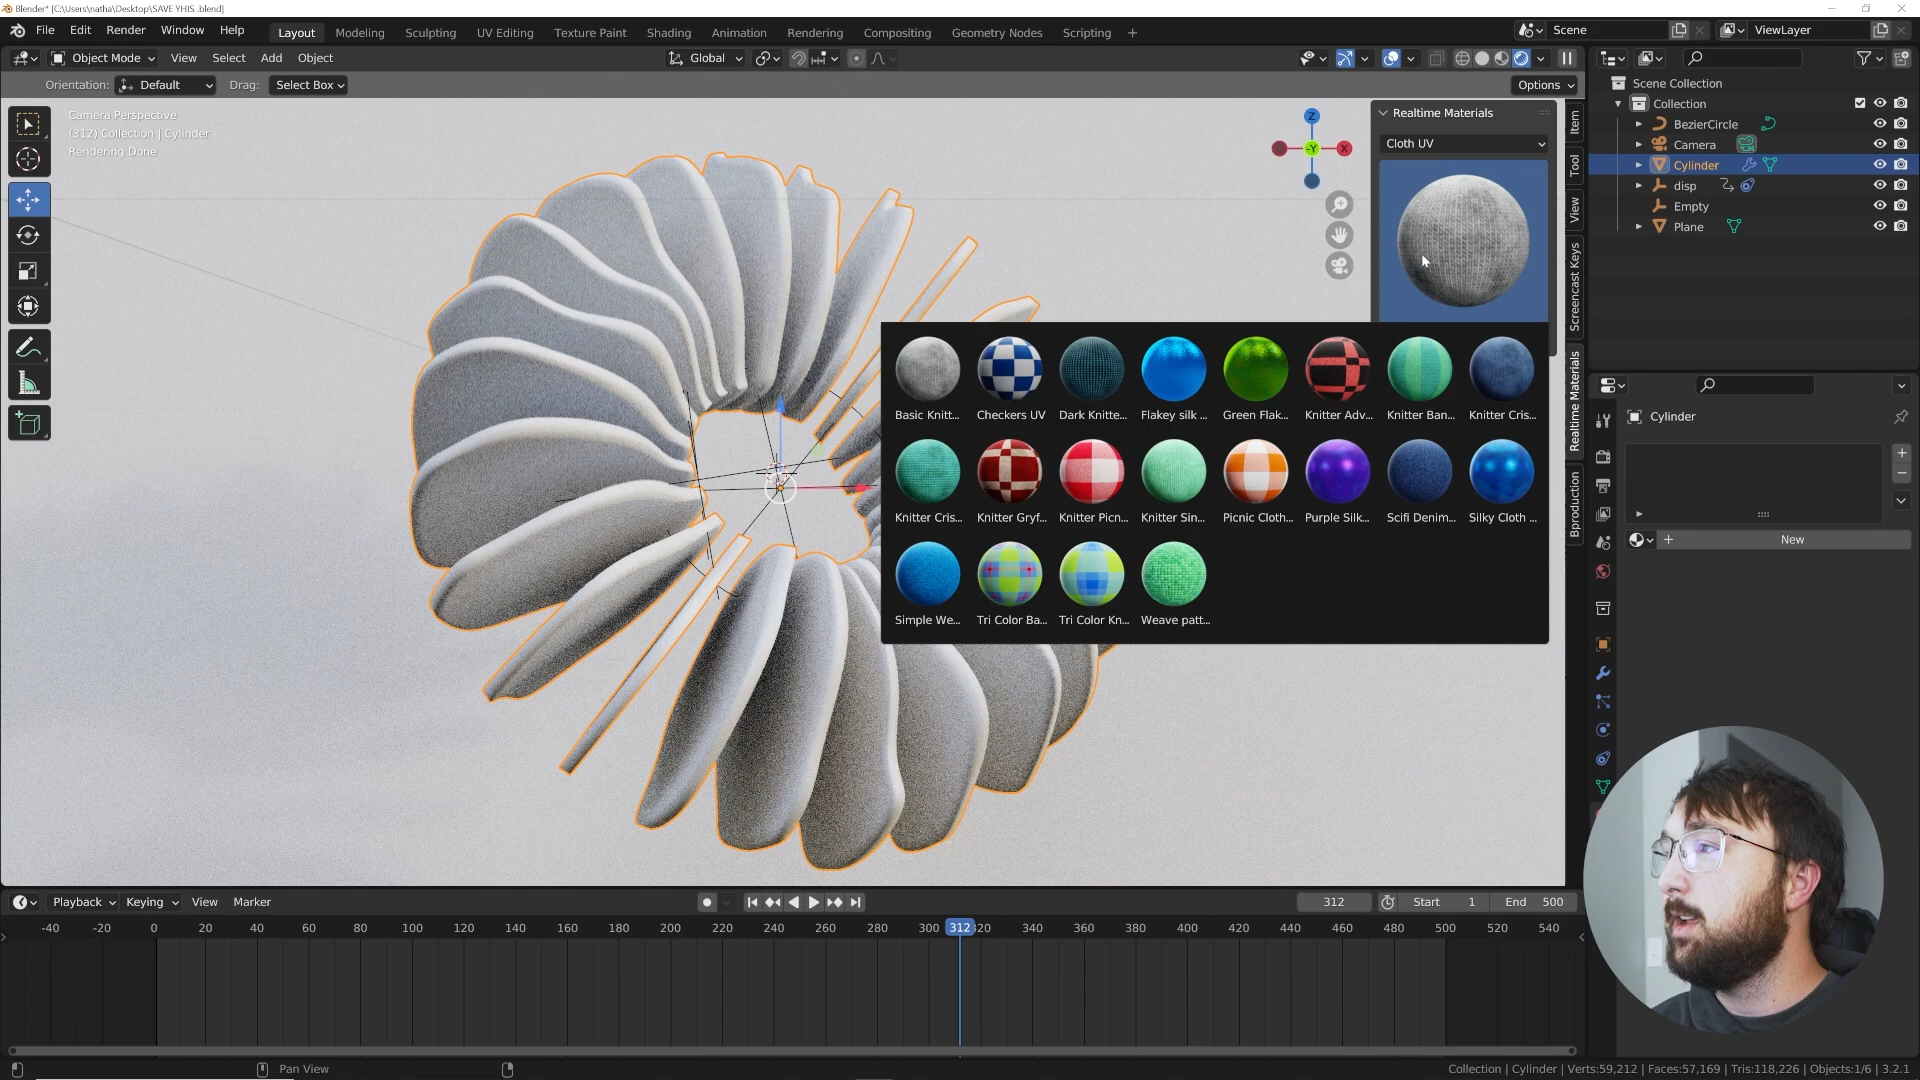 Blender* [C:\Users\natha\Desktop\SAVE YHIS .blend]
File Edit Render Window Help Layout Modeling Sculpting UV Editing Texture Paint Shading Animation Rendering Compositing Geometry Nodes Scripting + Scene ViewLayer
Object Mode View Select Add Object Global
Orientation: Default Drag: Select Box Options
Camera Perspective
(312) Collection | Cylinder
Rendering Done
Z
-Y
X
Realtime Materials
Cloth UV
Item
Tool
View
Screencast Keys
Realtime Materials
Bproduction
Basic Knitt... Checkers UV Dark Knitte... Flakey silk ... Green Flak... Knitter Adv... Knitter Ban... Knitter Cris...
Knitter Cris... Knitter Gryf... Knitter Picn... Knitter Sin... Picnic Cloth... Purple Silk... Scifi Denim... Silky Cloth ...
Simple We... Tri Color Ba... Tri Color Kn... Weave patt...
Scene Collection
Collection
BezierCircle
Camera
Cylinder
disp
Empty
Plane
Cylinder
+ New
Playback Keying View Marker 312 Start 1 End 500
-40 -20 0 20 40 60 80 100 120 140 160 180 200 220 240 260 280 300 312 320 340 360 380 400 420 440 460 480 500 520 540
Pan View
Collection | Cylinder | Verts:59,212 | Faces:57,169 | Tris:118,226 | Objects:1/6 | 3.2.1